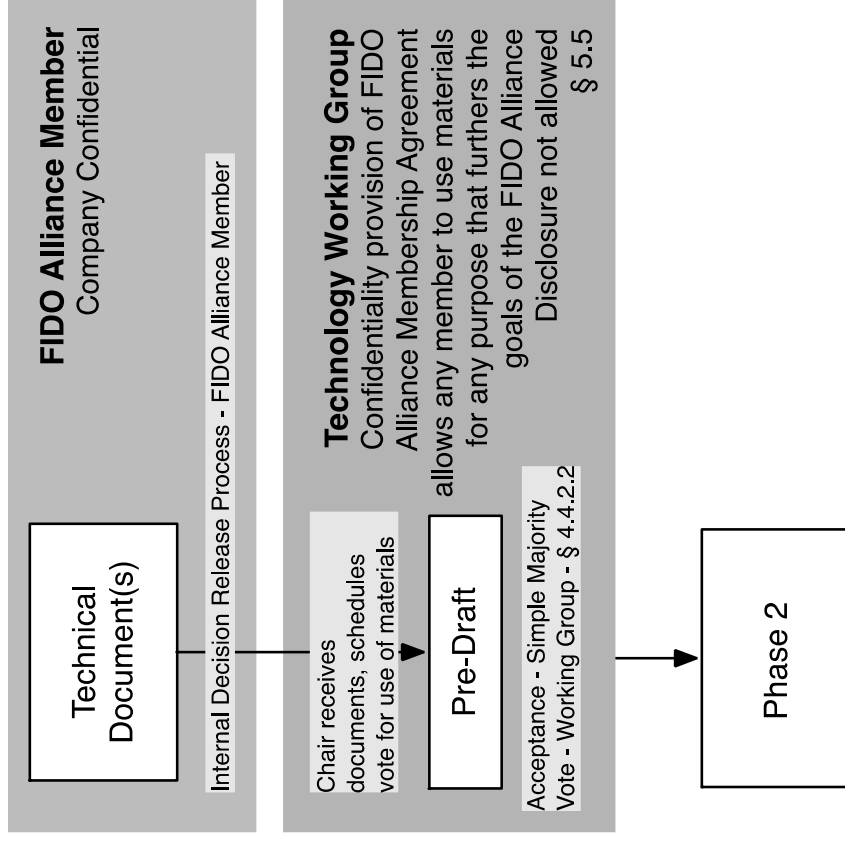 FIDO Alliance Member
Company Confidential
Technical
Document(s)
Internal Decision Release Process - FIDO Alliance Member
Technology Working Group
Confidentiality provision of FIDO
Alliance Membership Agreement
allows any member to use materials
for any purpose that furthers the
goals of the FIDO Alliance
Disclosure not allowed
§ 5.5
Chair receives
documents, schedules
vote for use of materials
Pre-Draft
Acceptance - Simple Majority
Vote - Working Group - § 4.4.2.2
Phase 2